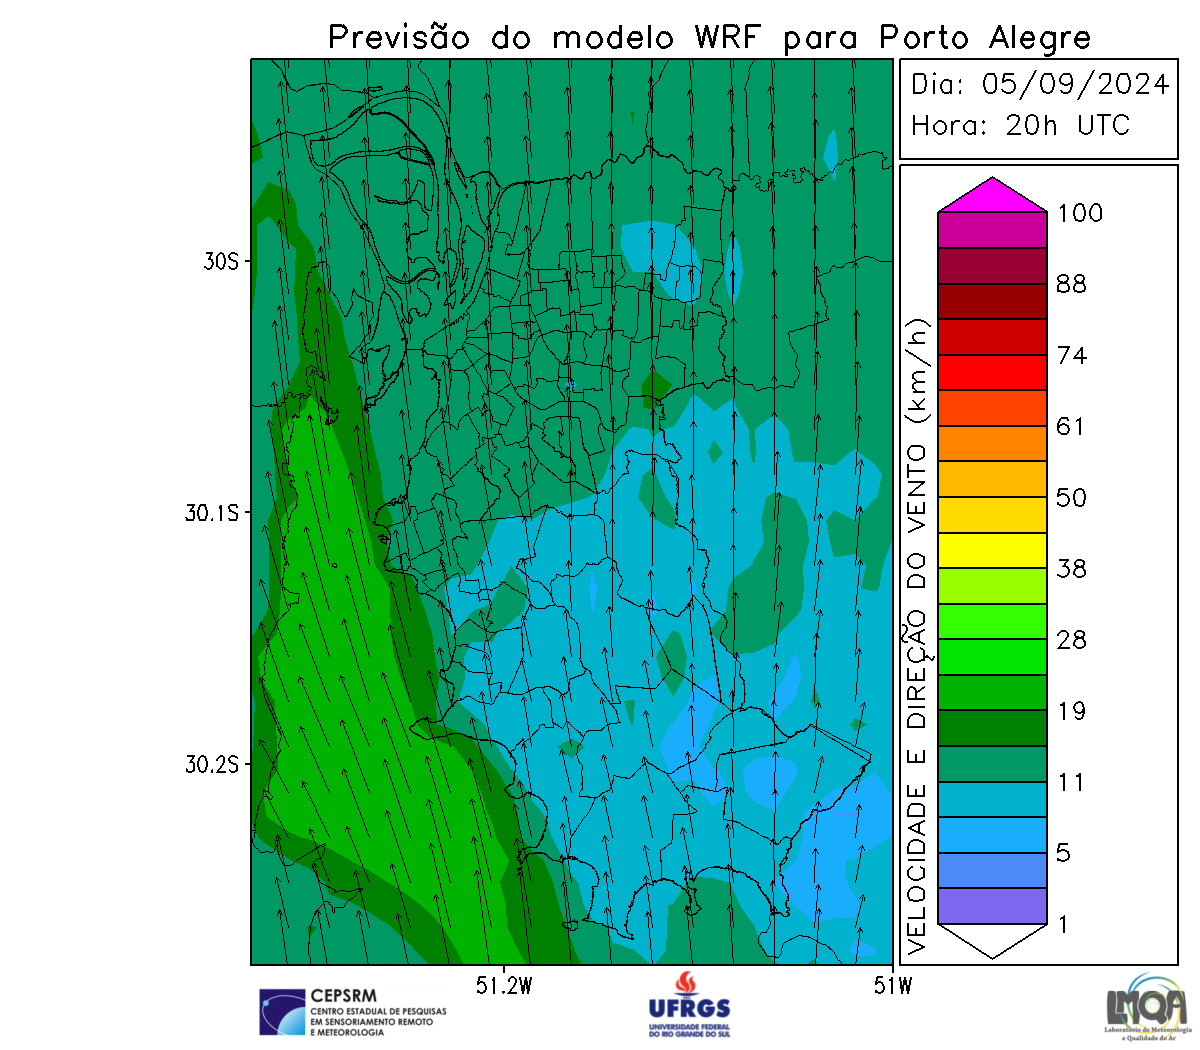 Previsão do modelo WRF para Porto Alegre
Dia: 05/09/2024
Hora: 20h UTC
VELOCIDADE E DIREÇÃO DO VENTO (km/h)
100
88
74
61
50
38
28
19
11
5
1
30S
30.1S
30.2S
51.2W
51W
CEPSRM
CENTRO ESTADUAL DE PESQUISAS
EM SENSORIAMENTO REMOTO
E METEOROLOGIA
UFRGS
UNIVERSIDADE FEDERAL
DO RIO GRANDE DO SUL
LMQA
Laboratório de Meteorologia
e Qualidade do Ar